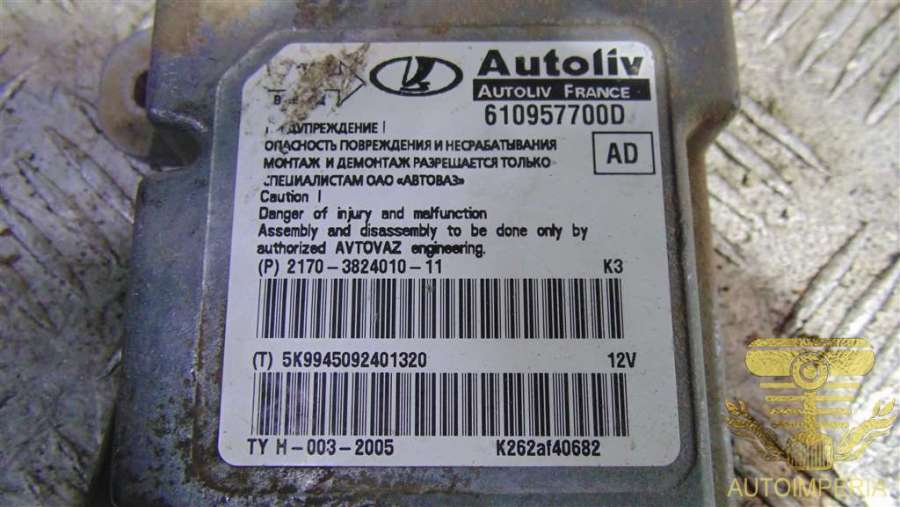 Autoliv
AUTOLIV FRANCE
610957700D
AD
ОПАСНОСТЬ ПОВРЕЖДЕНИЯ И НЕСРАБАТЫВАНИЯ
МОНТАЖ И ДЕМОНТАЖ РАЗРЕШАЕТСЯ ТОЛЬКО
СПЕЦИАЛИСТАМ ОАО «АВТОВАЗ»
Caution !
Danger of injury and malfunction
Assembly and disassembly to be done only by
authorized AVTOVAZ engineering.
(P) 2170-3824010-11 K3
(T) 5K9945092401320 12V
TY H-003-2005 K262af40682
AUTOIMPERIA